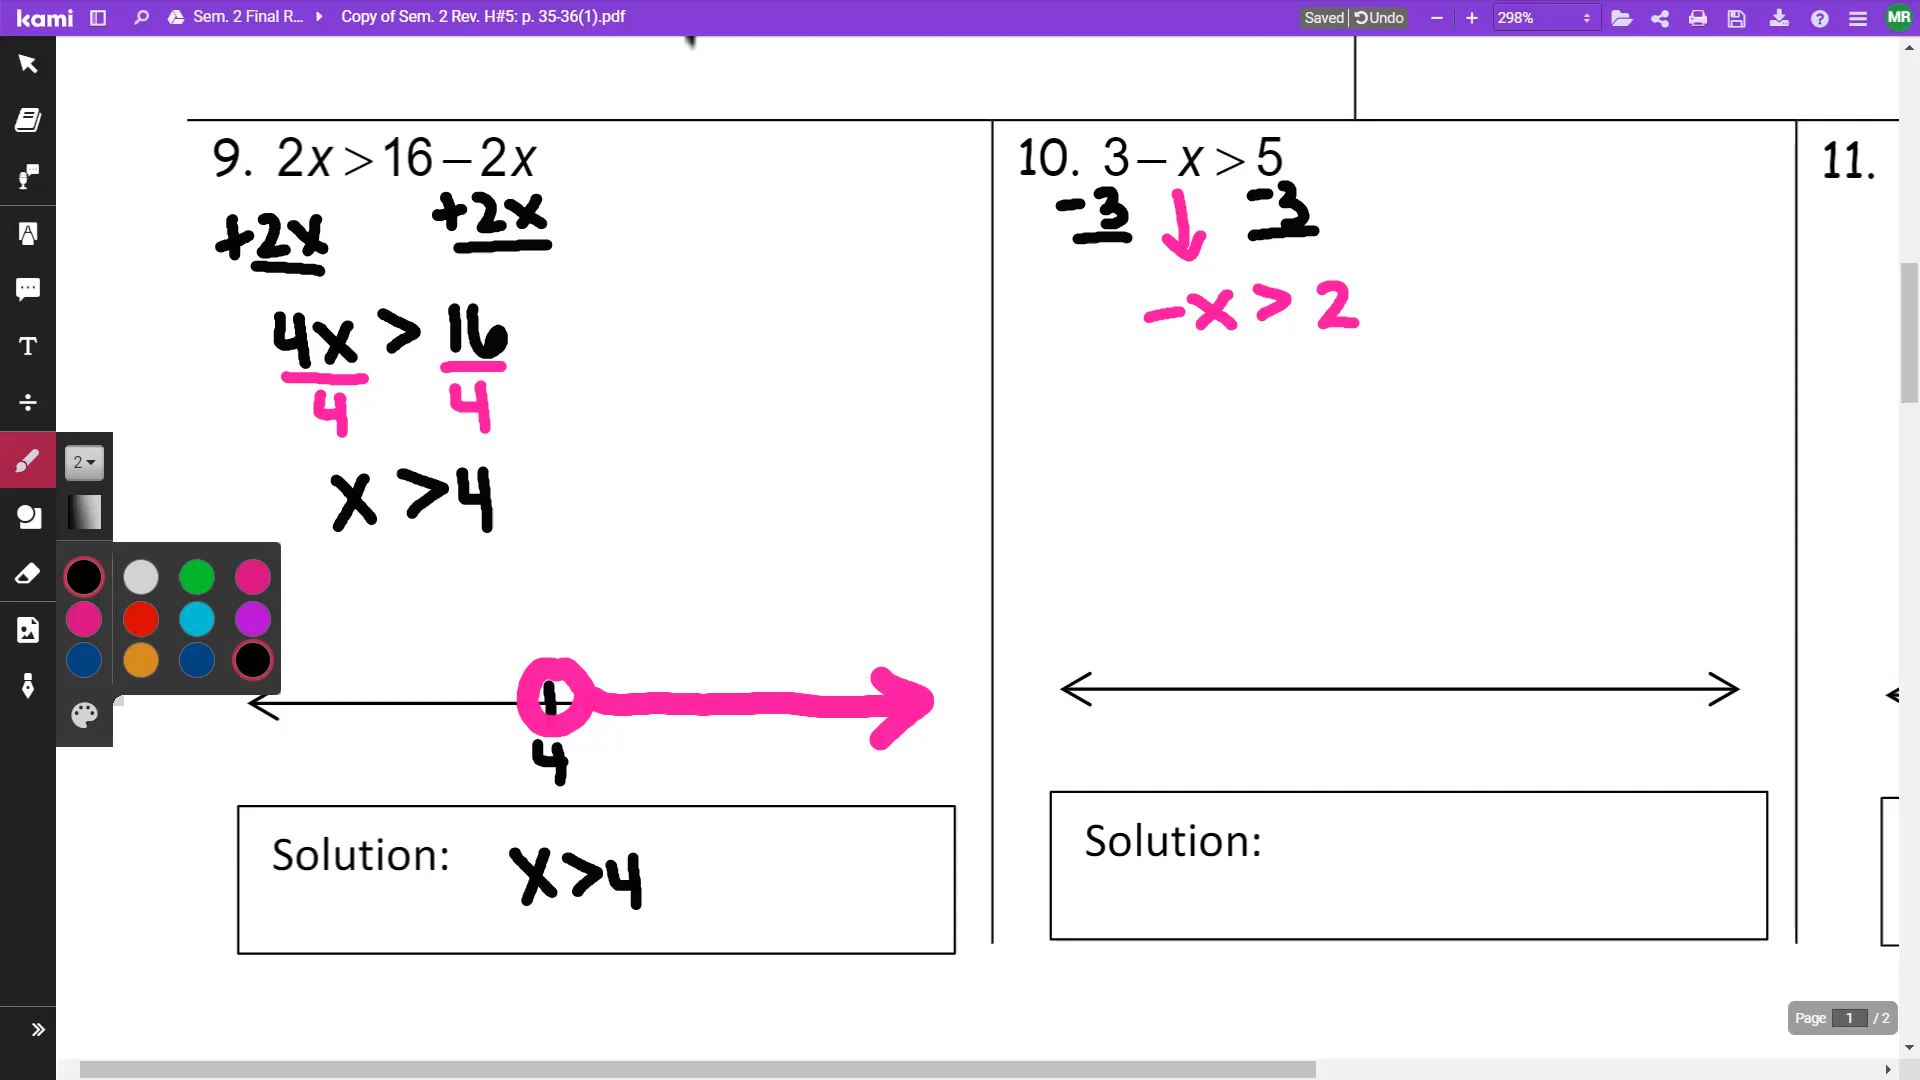 kami Sem. 2 Final R... Copy of Sem. 2 Rev. H#5: p. 35-36(1).pdf Saved Undo 298% MR
9. 2x>16−2x
+2x +2x
4x > 16
4 4
x >4
4
Solution: x>4
10. 3−x>5
-3 -3
-x > 2
Solution:
11.
T
2
Page 1 / 2